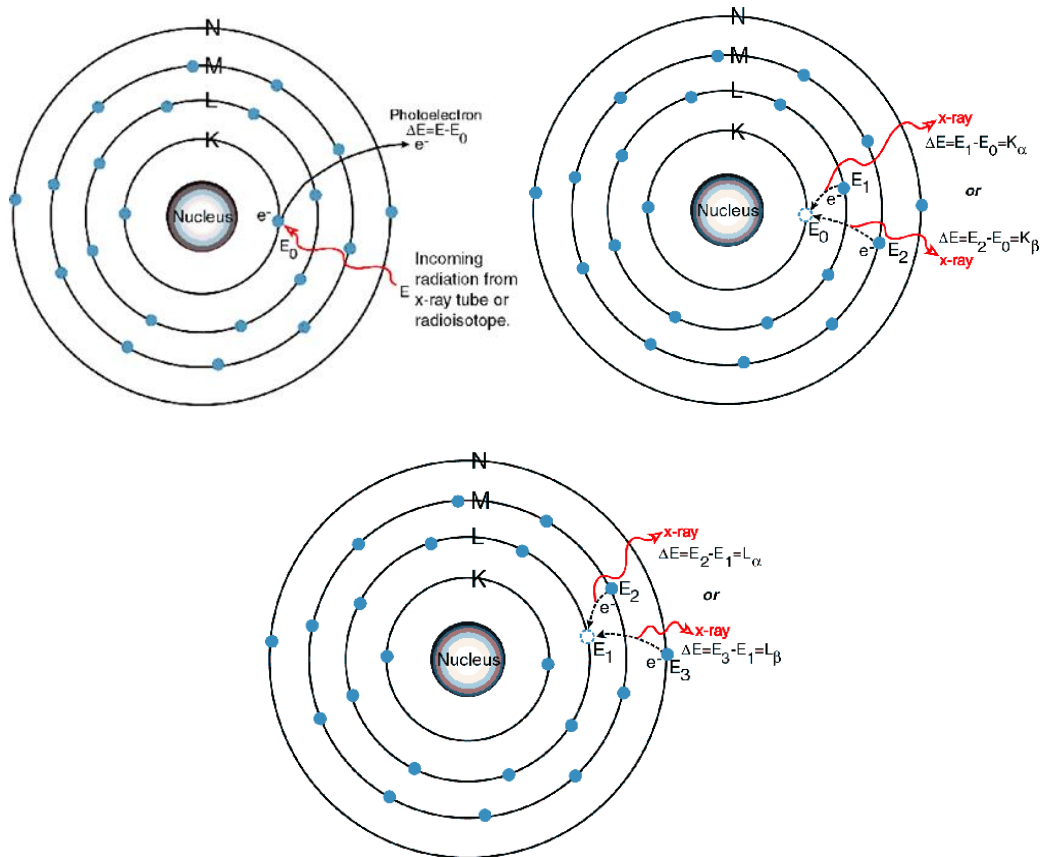 N
M
L
K
Nucleus
Photoelectron
ΔE=E-E₀
e⁻
e⁻
E₀
E
Incoming
radiation from
x-ray tube or
radioisotope.
N
M
L
K
Nucleus
x-ray
ΔE=E₁-E₀=Kα
E₁
e⁻
or
E₀
ΔE=E₂-E₀=Kβ
e⁻
E₂
x-ray
N
M
L
K
Nucleus
x-ray
ΔE=E₂-E₁=Lα
E₂
e⁻
or
x-ray
E₁
ΔE=E₃-E₁=Lβ
e⁻
E₃